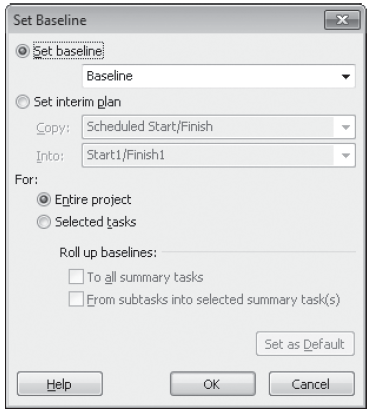 Set Baseline
Set baseline
Baseline
Set interim plan
Copy: Scheduled Start/Finish
Into: Start1/Finish1
For:
Entire project
Selected tasks
Roll up baselines:
To all summary tasks
From subtasks into selected summary task(s)
Set as Default
Help OK Cancel